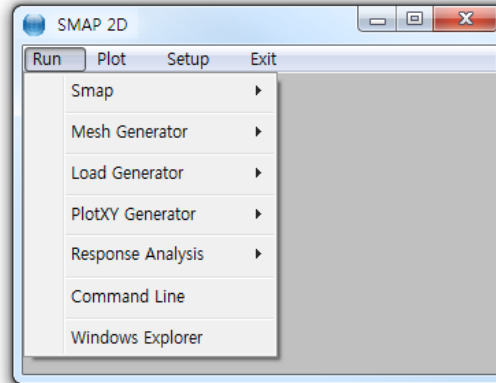 SMAP 2D
Run Plot Setup Exit
Smap
Mesh Generator
Load Generator
PlotXY Generator
Response Analysis
Command Line
Windows Explorer